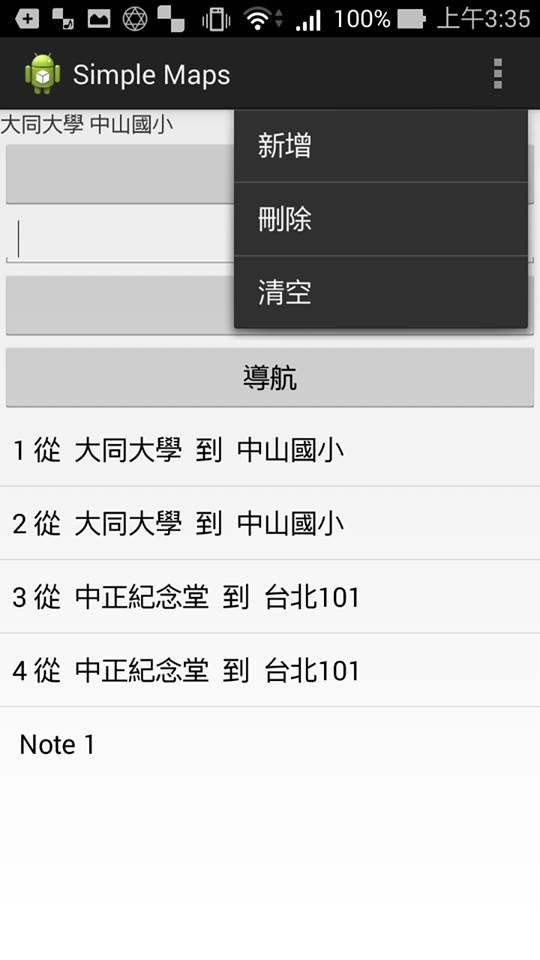 100% 上午3:35
Simple Maps
大同大學 中山國小
新增
刪除
清空
導航
1 從 大同大學 到 中山國小
2 從 大同大學 到 中山國小
3 從 中正紀念堂 到 台北101
4 從 中正紀念堂 到 台北101
Note 1